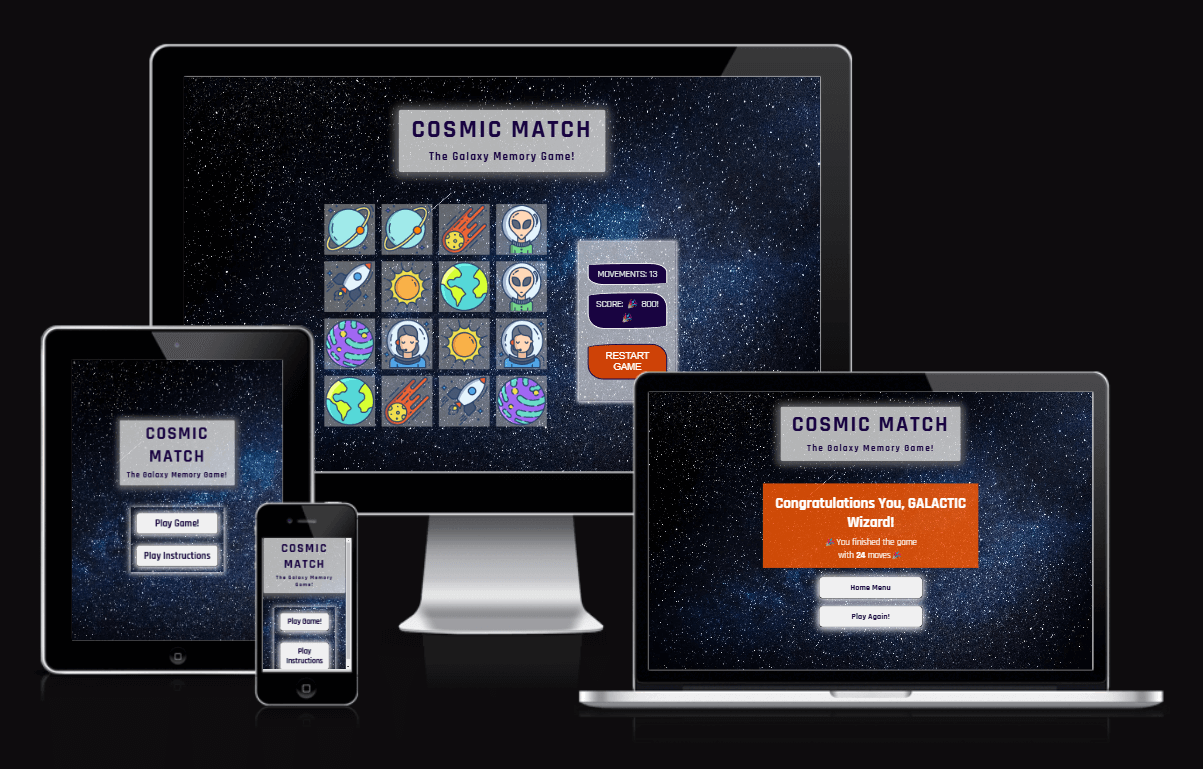 COSMIC MATCH
The Galaxy Memory Game!
MOVEMENTS: 13
SCORE: 🎉 800!
🎉
RESTART
GAME
COSMIC
MATCH
The Galaxy Memory Game!
Play Game!
Play Instructions
COSMIC
MATCH
The Galaxy Memory
Game!
Play Game!
Play
Instructions
COSMIC MATCH
The Galaxy Memory Game!
Congratulations You, GALACTIC
Wizard!
🎉 You finished the game
with 24 moves 🎉
Home Menu
Play Again!